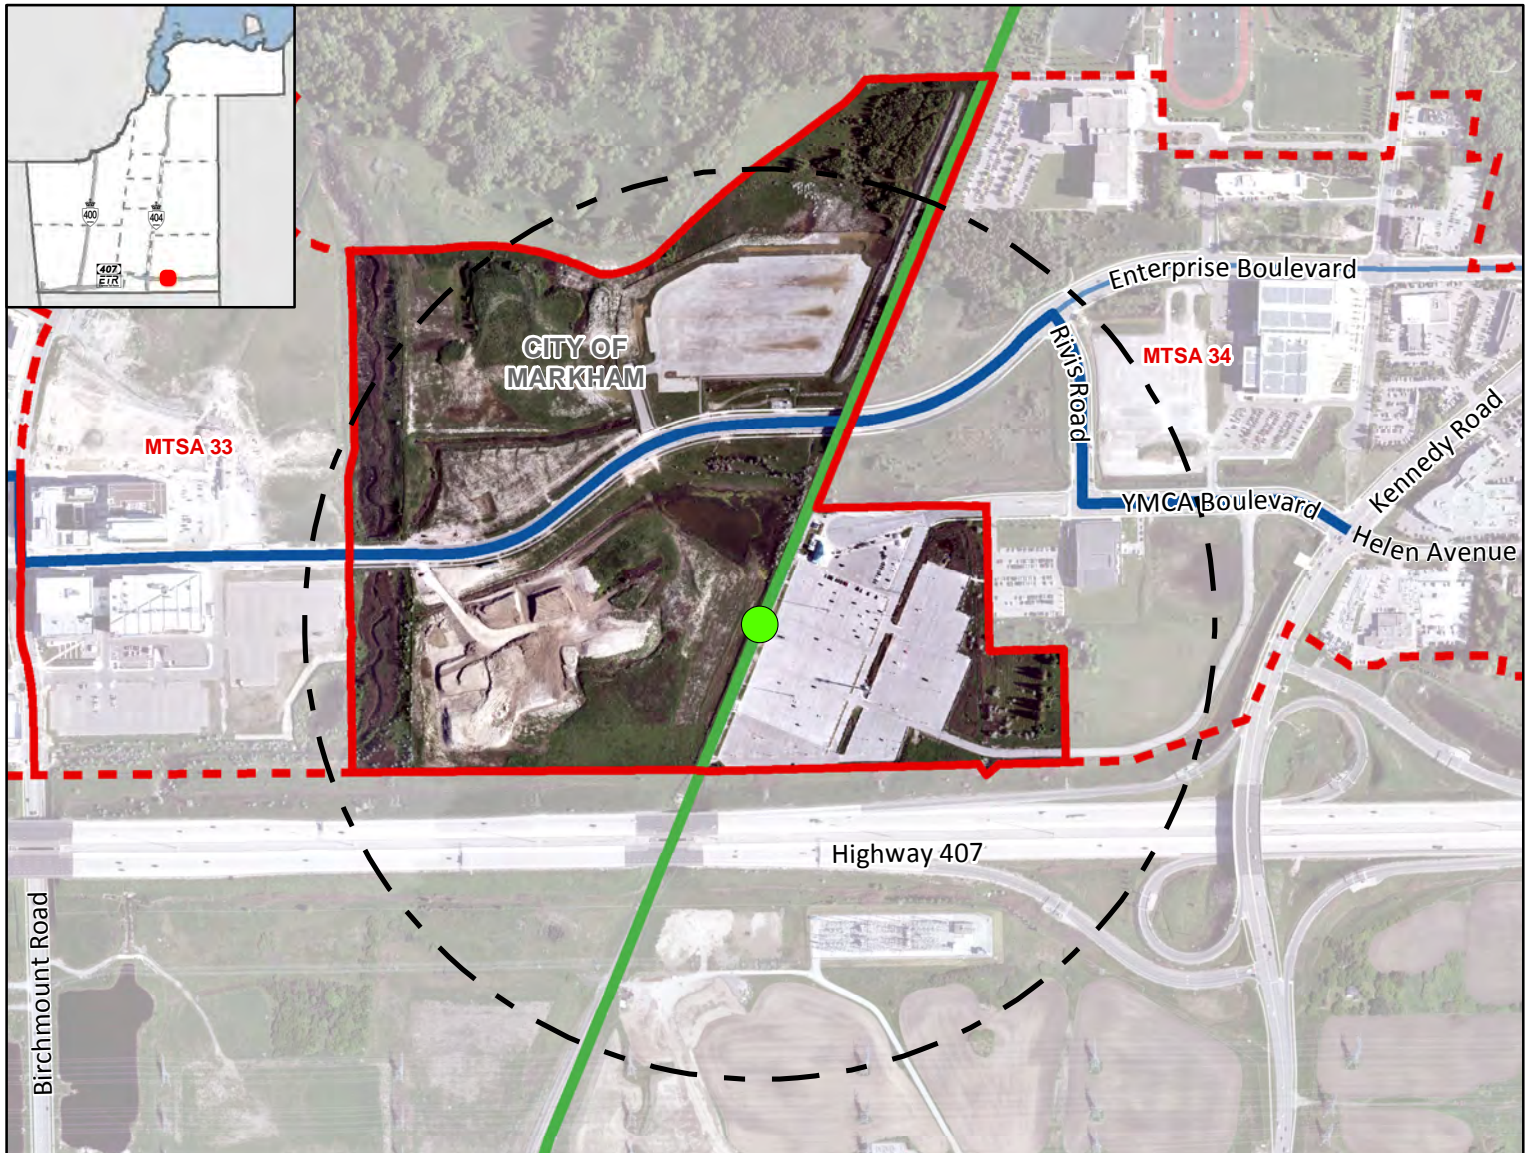 400
404
407
ETR
Enterprise Boulevard
CITY OF
MARKHAM
Rivis Road
MTSA 34
MTSA 33
Kennedy Road
YMCA Boulevard
Helen Avenue
Highway 407
Birchmount Road